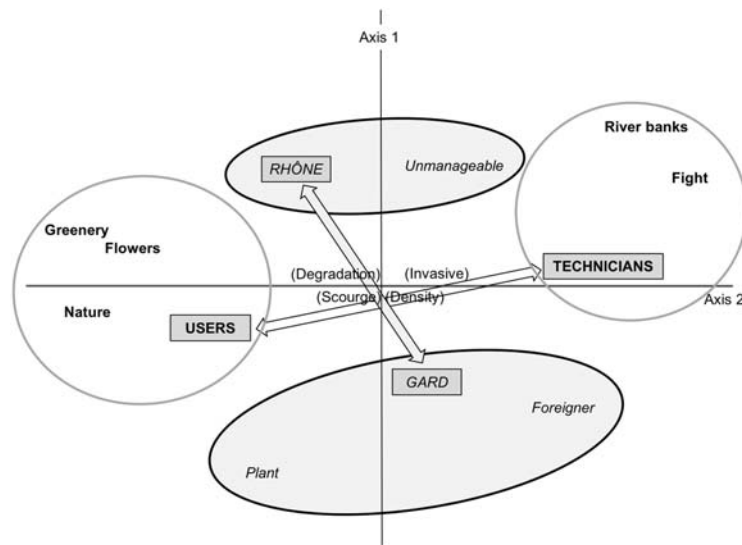 Axis 1
River banks
RHÔNE
Unmanageable
Fight
Greenery
Flowers
(Degradation)
(Invasive)
TECHNICIANS
(Scourge)
(Density)
Axis 2
Nature
USERS
GARD
Foreigner
Plant